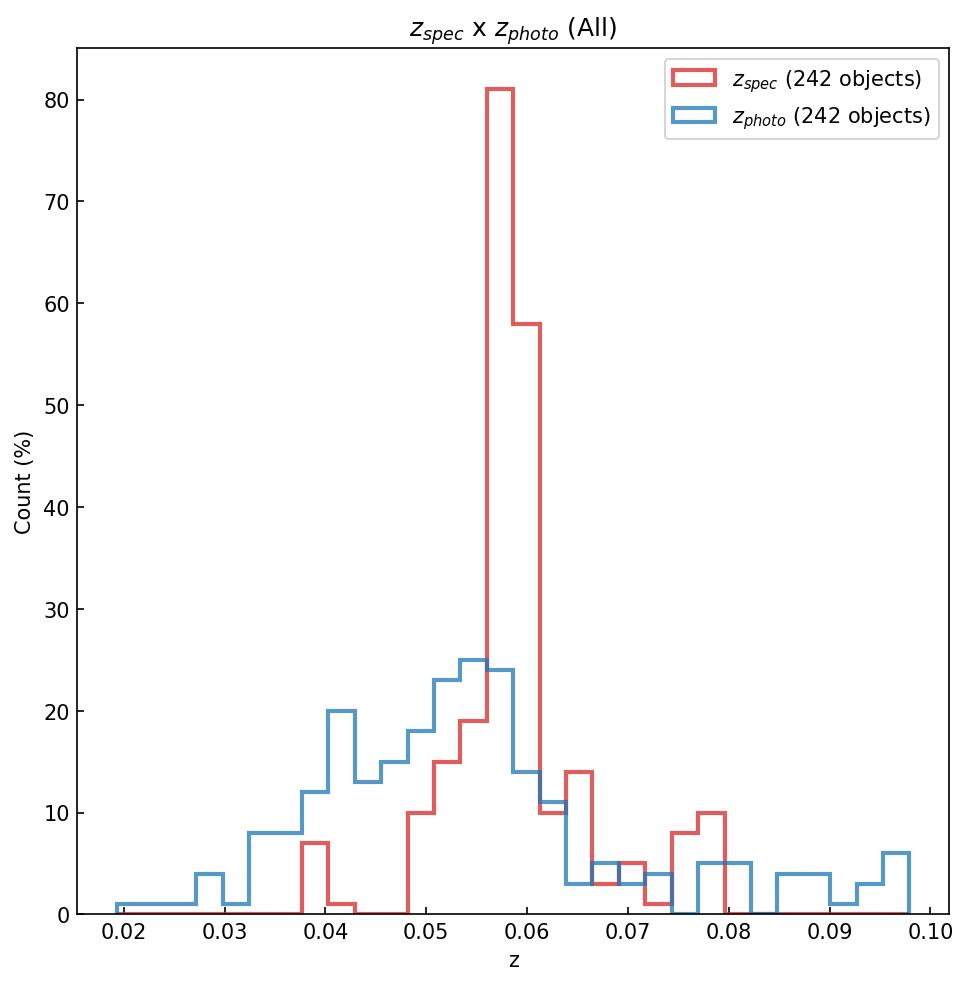 z_spec x z_photo (All)
z_spec (242 objects)
z_photo (242 objects)
Count (%)
80
70
60
50
40
30
20
10
0
0.02 0.03 0.04 0.05 0.06 0.07 0.08 0.09 0.10
z